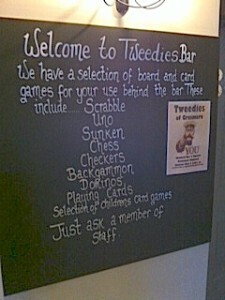 Welcome to Tweedies Bar
We have a selection of board and card
games for your use behind the bar These
include.... Scrabble
Uno
Sunken
Chess
Checkers
Backgammon
Dominos
Playing Cards
Selection of childrens card games
Just ask a member of
Staff
Tweedies
of Grasmere
YOU!